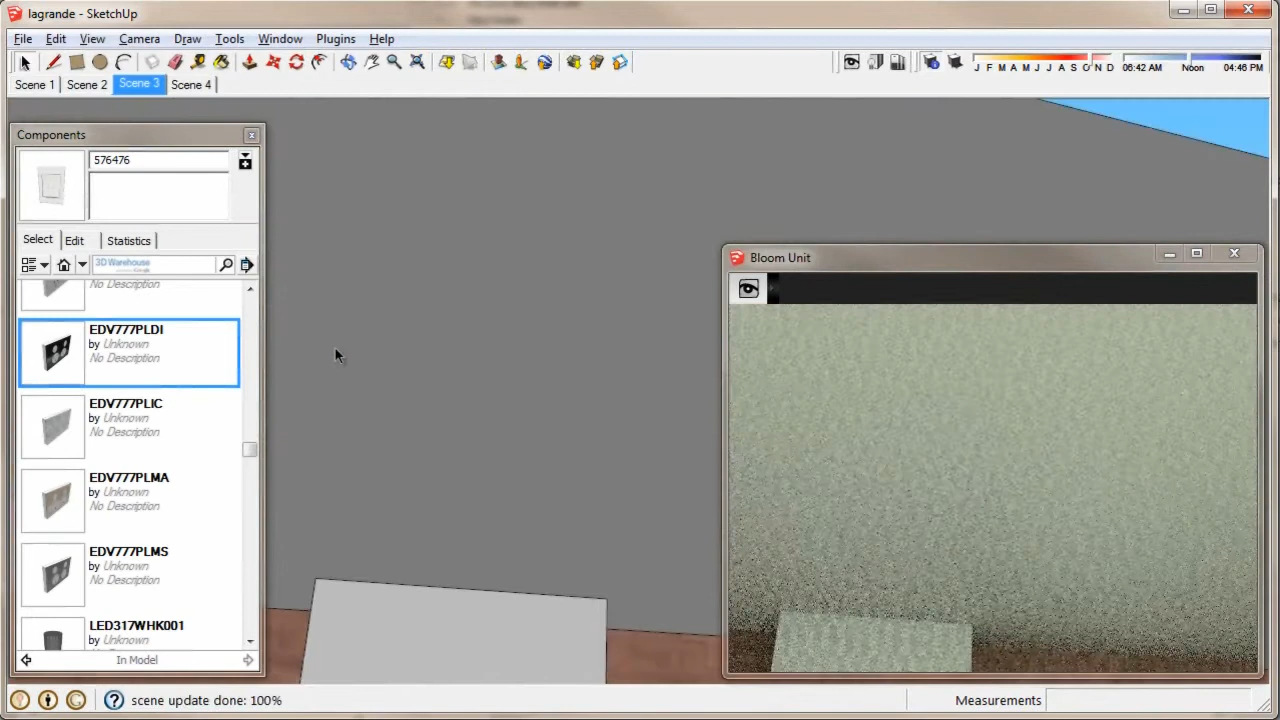 lagrande - SketchUp
File Edit View Camera Draw Tools Window Plugins Help
J F M A M J J A S O N D 06:42 AM Noon 04:46 PM
Scene 1 Scene 2 Scene 3 Scene 4
Components
576476
Select Edit Statistics
3D Warehouse
No Description
EDV777PLDI
by Unknown
No Description
EDV777PLIC
by Unknown
No Description
EDV777PLMA
by Unknown
No Description
EDV777PLMS
by Unknown
No Description
LED317WHK001
by Unknown
In Model
Bloom Unit
scene update done: 100%
Measurements